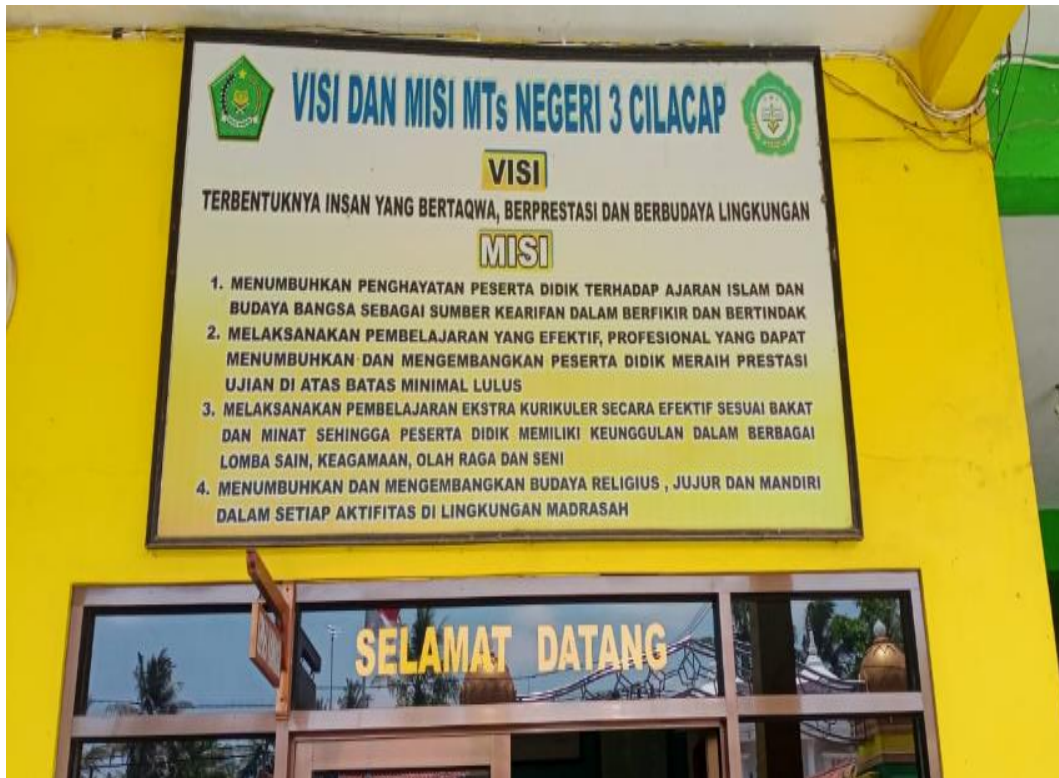 VISI DAN MISI MTs NEGERI 3 CILACAP
VISI
TERBENTUKNYA INSAN YANG BERTAQWA, BERPRESTASI DAN BERBUDAYA LINGKUNGAN
MISI
1. MENUMBUHKAN PENGHAYATAN PESERTA DIDIK TERHADAP AJARAN ISLAM DAN
BUDAYA BANGSA SEBAGAI SUMBER KEARIFAN DALAM BERFIKIR DAN BERTINDAK
2. MELAKSANAKAN PEMBELAJARAN YANG EFEKTIF, PROFESIONAL YANG DAPAT
MENUMBUHKAN DAN MENGEMBANGKAN PESERTA DIDIK MERAIH PRESTASI
UJIAN DI ATAS BATAS MINIMAL LULUS
3. MELAKSANAKAN PEMBELAJARAN EKSTRA KURIKULER SECARA EFEKTIF SESUAI BAKAT
DAN MINAT SEHINGGA PESERTA DIDIK MEMILIKI KEUNGGULAN DALAM BERBAGAI
LOMBA SAIN, KEAGAMAAN, OLAH RAGA DAN SENI
4. MENUMBUHKAN DAN MENGEMBANGKAN BUDAYA RELIGIUS , JUJUR DAN MANDIRI
DALAM SETIAP AKTIFITAS DI LINGKUNGAN MADRASAH
SELAMAT DATANG